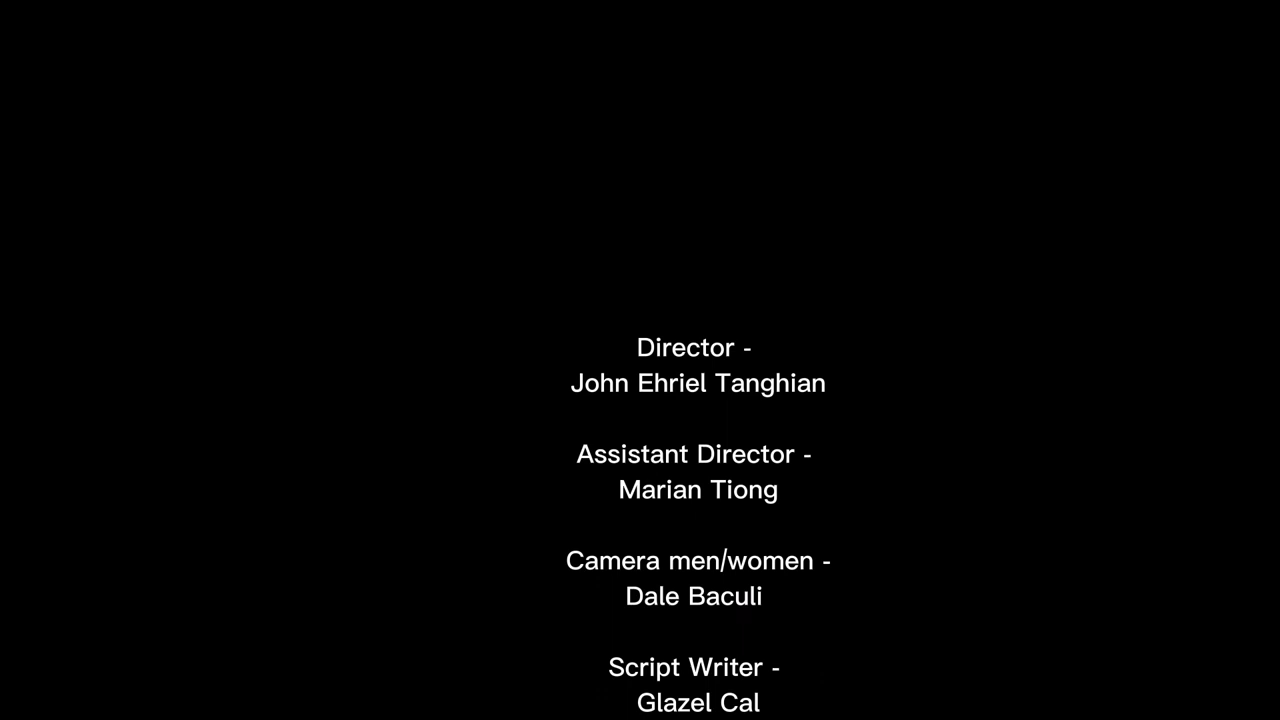 Director -
John Ehriel Tanghian
Assistant Director -
Marian Tiong
Camera men/women -
Dale Baculi
Script Writer -
Glazel Cal